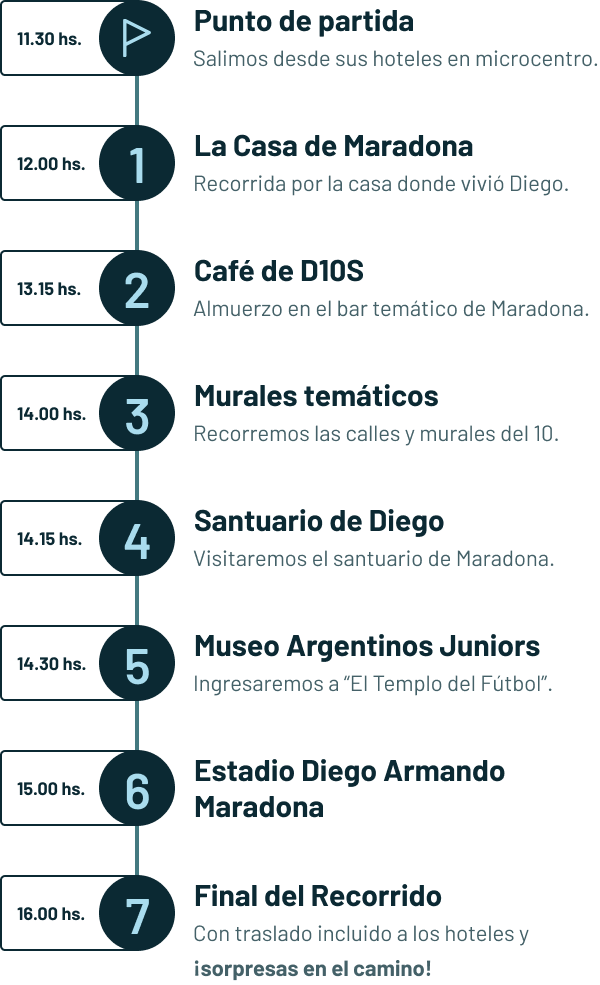 11.30 hs.
Punto de partida
Salimos desde sus hoteles en microcentro.
12.00 hs.
1
La Casa de Maradona
Recorrida por la casa donde vivió Diego.
13.15 hs.
2
Café de D10S
Almuerzo en el bar temático de Maradona.
14.00 hs.
3
Murales temáticos
Recorremos las calles y murales del 10.
14.15 hs.
4
Santuario de Diego
Visitaremos el santuario de Maradona.
14.30 hs.
5
Museo Argentinos Juniors
Ingresaremos a “El Templo del Fútbol”.
15.00 hs.
6
Estadio Diego Armando
Maradona
16.00 hs.
7
Final del Recorrido
Con traslado incluido a los hoteles y
¡sorpresas en el camino!